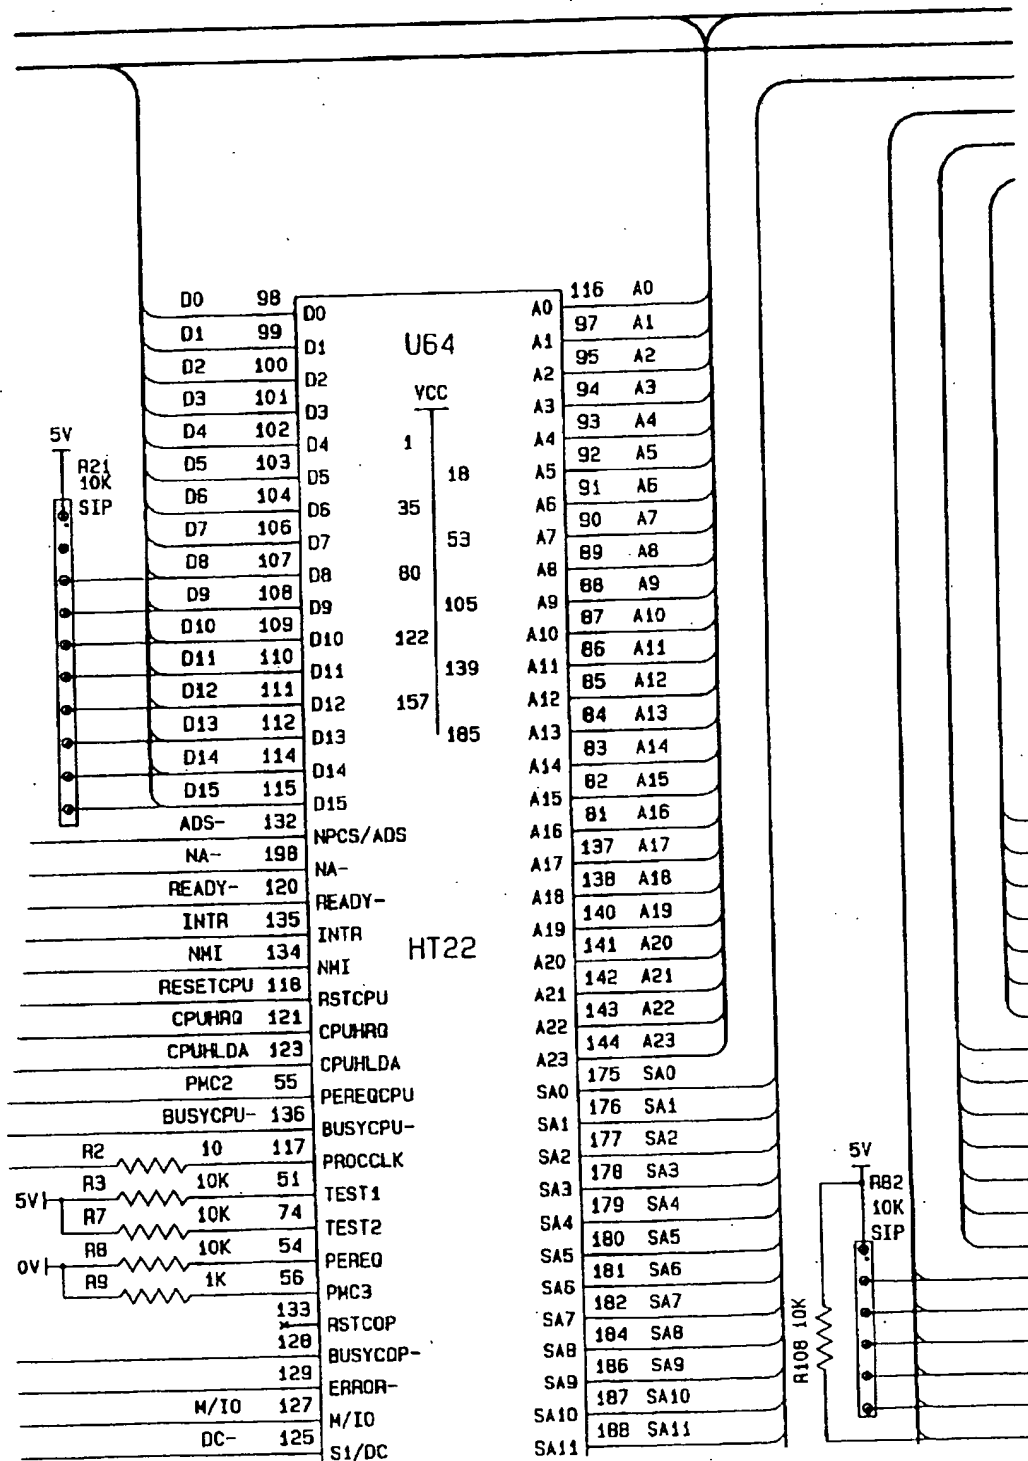 D0 98 D0 A0 116 A0
D1 99 D1 U64 A1 97 A1
D2 100 D2 A2 95 A2
D3 101 D3 VCC A3 94 A3
D4 102 D4 1 A4 93 A4
5V
D5 103 D5 18 A5 92 A5
R21
10K
SIP
D6 104 D6 35 A6 91 A6
D7 106 D7 53 A7 90 A7
D8 107 D8 80 A8 89 A8
D9 108 D9 105 A9 88 A9
D10 109 D10 122 A10 87 A10
D11 110 D11 139 A11 86 A11
D12 111 D12 157 A12 85 A12
D13 112 D13 185 A13 84 A13
D14 114 D14 A14 83 A14
D15 115 D15 A15 82 A15
ADS- 132 NPCS/ADS A16 81 A16
NA- 198 NA- A17 137 A17
READY- 120 READY- A18 138 A18
INTR 135 INTR HT22 A19 140 A19
NMI 134 NMI A20 141 A20
RESETCPU 118 RSTCPU A21 142 A21
CPUHRQ 121 CPUHRQ A22 143 A22
CPUHLDA 123 CPUHLDA A23 144 A23
PMC2 55 PEREQCPU SA0 175 SA0
BUSYCPU- 136 BUSYCPU- SA1 176 SA1
R2 10 117 PROCCLK SA2 177 SA2
5V R3 10K 51 TEST1 SA3 178 SA3
R7 10K 74 TEST2 SA4 179 SA4
5V
R82
10K
SIP
0V R8 10K 54 PEREQ SA5 180 SA5
R9 1K 56 PMC3 SA6 181 SA6
133 RSTCOP SA7 182 SA7
128 BUSYCOP- SA8 184 SA8
R108 10K
129 ERROR- SA9 186 SA9
M/IO 127 M/IO SA10 187 SA10
DC- 125 S1/DC SA11 188 SA11